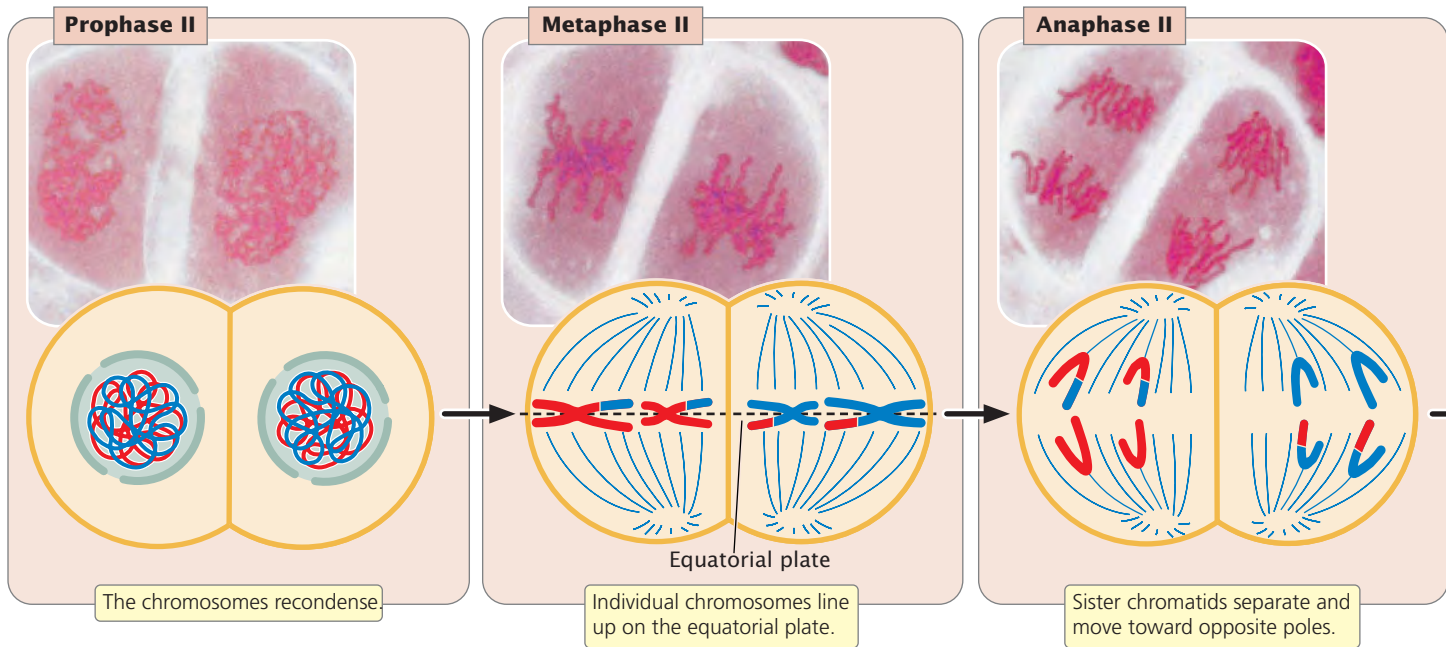 Prophase II
Metaphase II
Anaphase II
Equatorial plate
The chromosomes recondense.
Individual chromosomes line
up on the equatorial plate.
Sister chromatids separate and
move toward opposite poles.